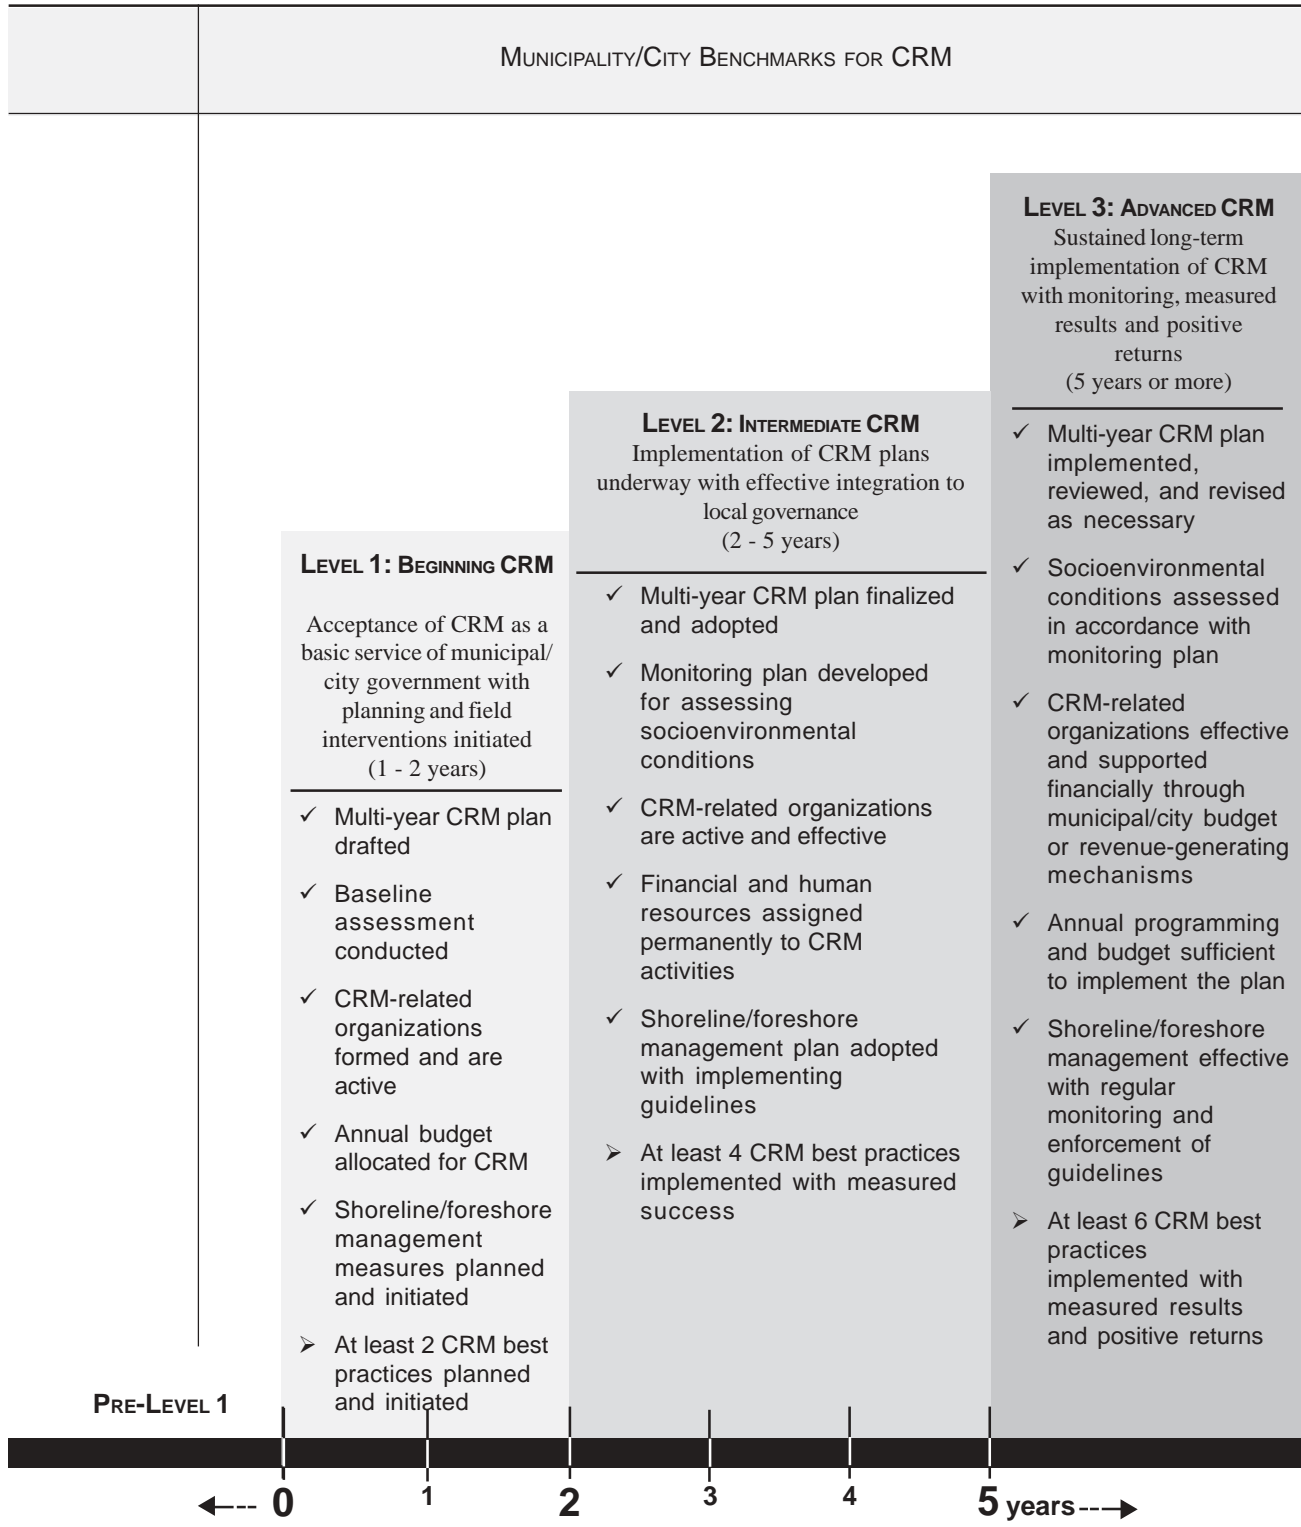 MUNICIPALITY/CITY BENCHMARKS FOR CRM
LEVEL 1: BEGINNING CRM
Acceptance of CRM as a
basic service of municipal/
city government with
planning and field
interventions initiated
(1 - 2 years)
✓ Multi-year CRM plan
drafted
✓ Baseline
assessment
conducted
✓ CRM-related
organizations
formed and are
active
✓ Annual budget
allocated for CRM
✓ Shoreline/foreshore
management
measures planned
and initiated
➢ At least 2 CRM best
practices planned
and initiated
LEVEL 2: INTERMEDIATE CRM
Implementation of CRM plans
underway with effective integration to
local governance
(2 - 5 years)
✓ Multi-year CRM plan finalized
and adopted
✓ Monitoring plan developed
for assessing
socioenvironmental
conditions
✓ CRM-related organizations
are active and effective
✓ Financial and human
resources assigned
permanently to CRM
activities
✓ Shoreline/foreshore
management plan adopted
with implementing
guidelines
➢ At least 4 CRM best practices
implemented with measured
success
LEVEL 3: ADVANCED CRM
Sustained long-term
implementation of CRM
with monitoring, measured
results and positive
returns
(5 years or more)
✓ Multi-year CRM plan
implemented,
reviewed, and revised
as necessary
✓ Socioenvironmental
conditions assessed
in accordance with
monitoring plan
✓ CRM-related
organizations effective
and supported
financially through
municipal/city budget
or revenue-generating
mechanisms
✓ Annual programming
and budget sufficient
to implement the plan
✓ Shoreline/foreshore
management effective
with regular
monitoring and
enforcement of
guidelines
➢ At least 6 CRM best
practices
implemented with
measured results
and positive returns
PRE-LEVEL 1
0 1 2 3 4 5 years